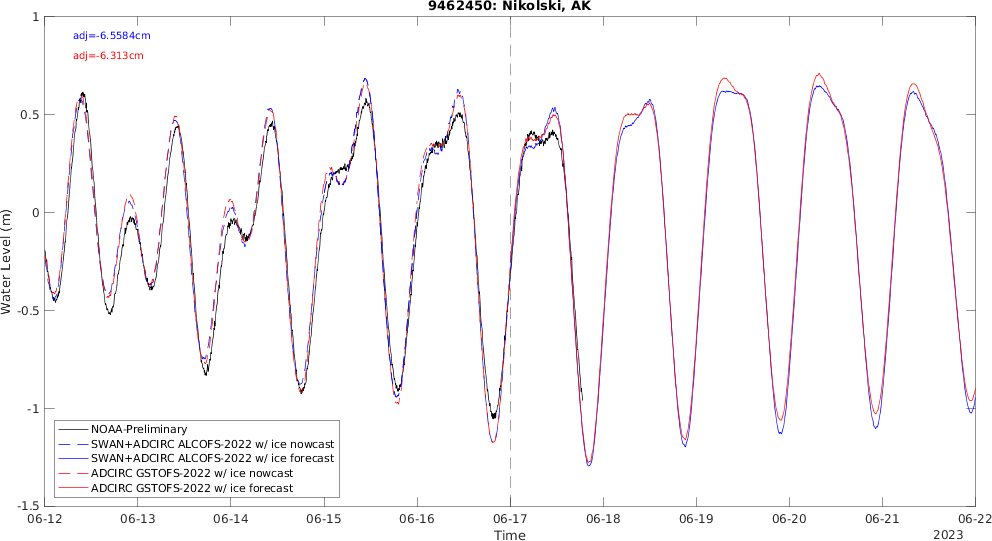 9462450: Nikolski, AK
adj=-6.5584cm
adj=-6.313cm
1
0.5
0
-0.5
-1
-1.5
Water Level (m)
NOAA-Preliminary
SWAN+ADCIRC ALCOFS-2022 w/ ice nowcast
SWAN+ADCIRC ALCOFS-2022 w/ ice forecast
ADCIRC GSTOFS-2022 w/ ice nowcast
ADCIRC GSTOFS-2022 w/ ice forecast
06-12 06-13 06-14 06-15 06-16 06-17 06-18 06-19 06-20 06-21 06-22
Time
2023